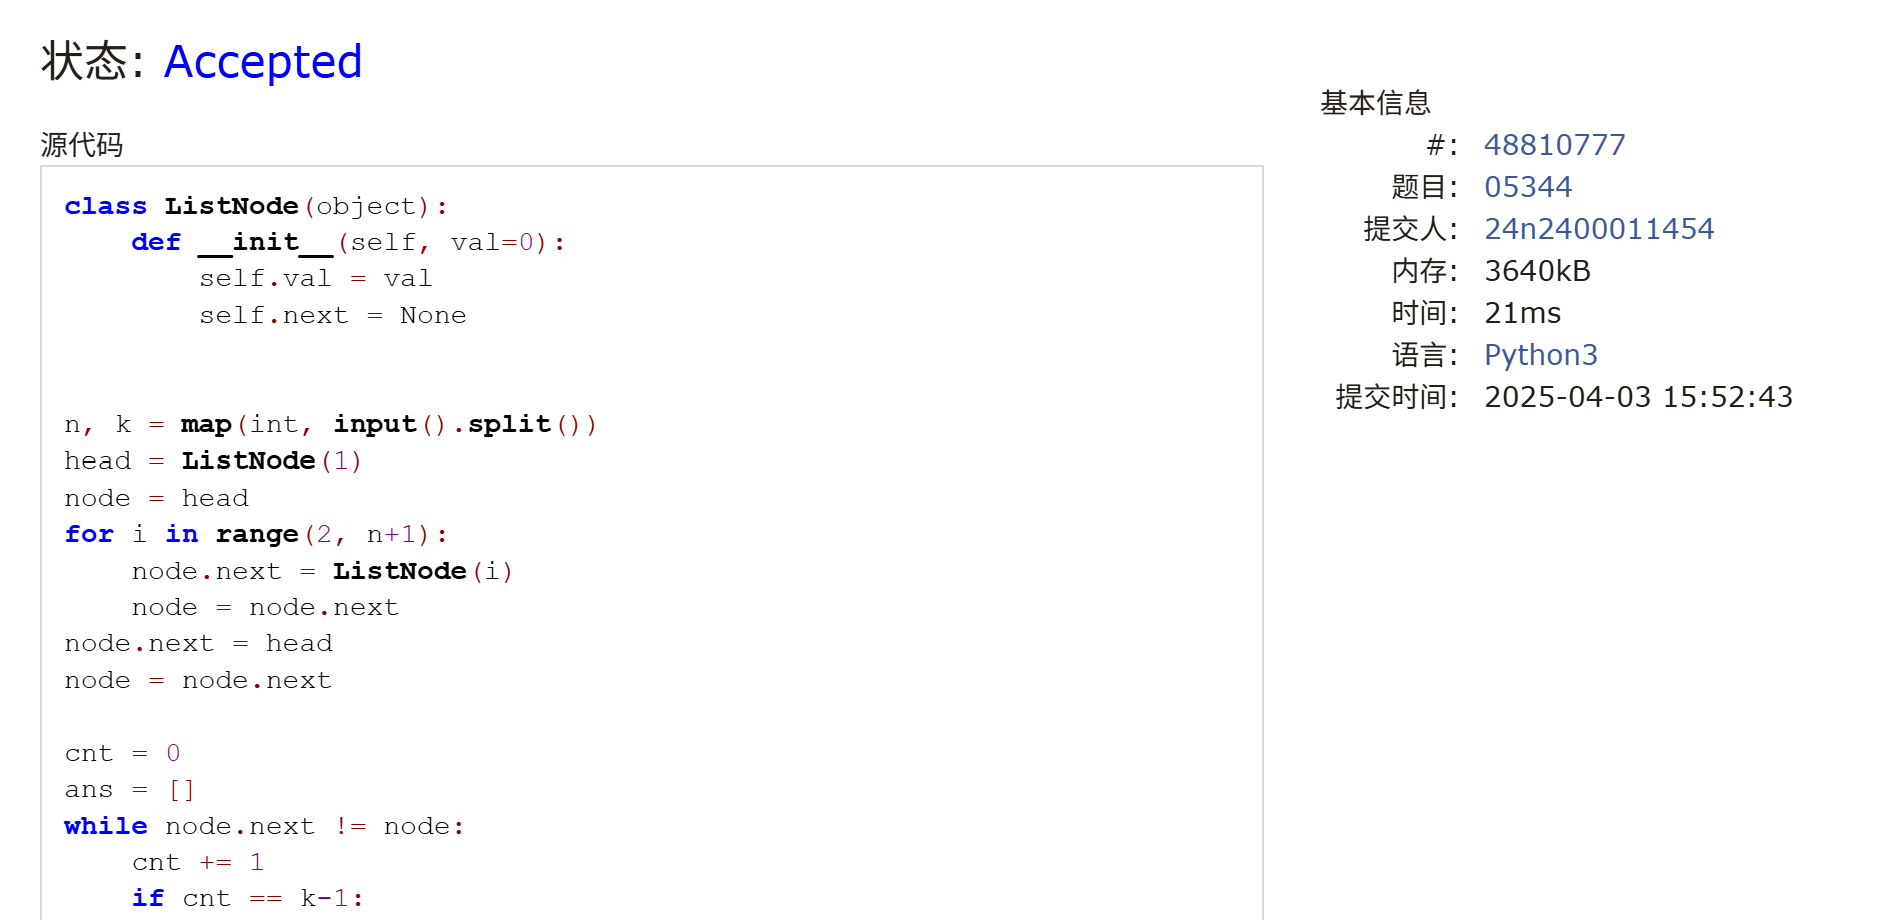 状态: Accepted
源代码
class ListNode(object):
    def __init__(self, val=0):
        self.val = val
        self.next = None
n, k = map(int, input().split())
head = ListNode(1)
node = head
for i in range(2, n+1):
    node.next = ListNode(i)
    node = node.next
node.next = head
node = node.next
cnt = 0
ans = []
while node.next != node:
    cnt += 1
    if cnt == k-1:
基本信息
#: 48810777
题目: 05344
提交人: 24n2400011454
内存: 3640kB
时间: 21ms
语言: Python3
提交时间: 2025-04-03 15:52:43